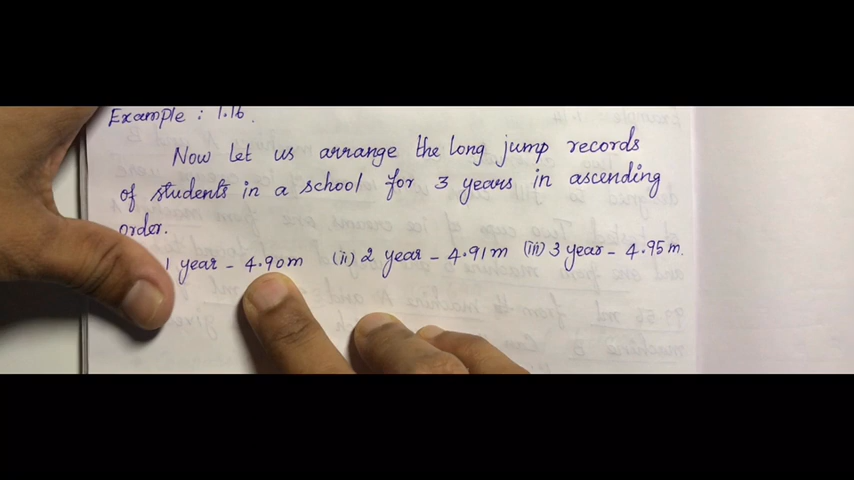 Example : 1.16.
Now let us arrange the long jump records
of students in a school for 3 years in ascending
order.
1 year - 4.90m (ii) 2 year - 4.91m (iii) 3 year - 4.95m.